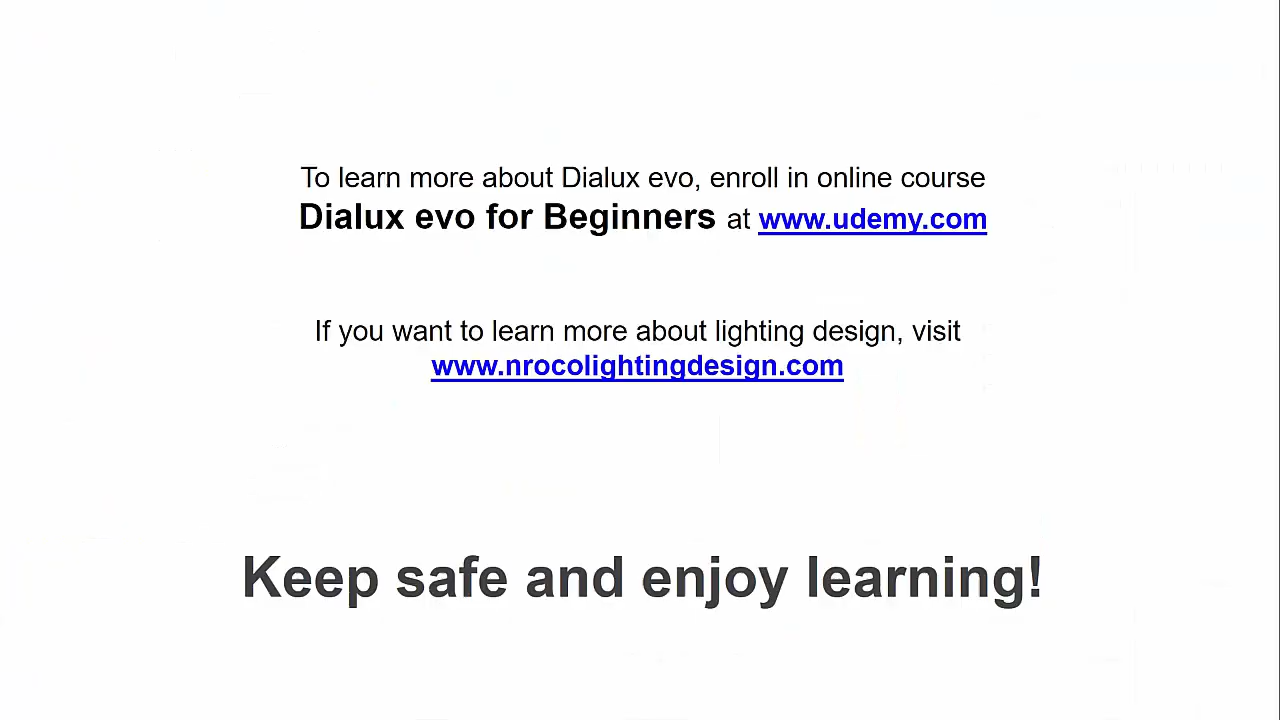 To learn more about Dialux evo, enroll in online course
Dialux evo for Beginners at www.udemy.com
If you want to learn more about lighting design, visit
www.nrocolightingdesign.com
Keep safe and enjoy learning!